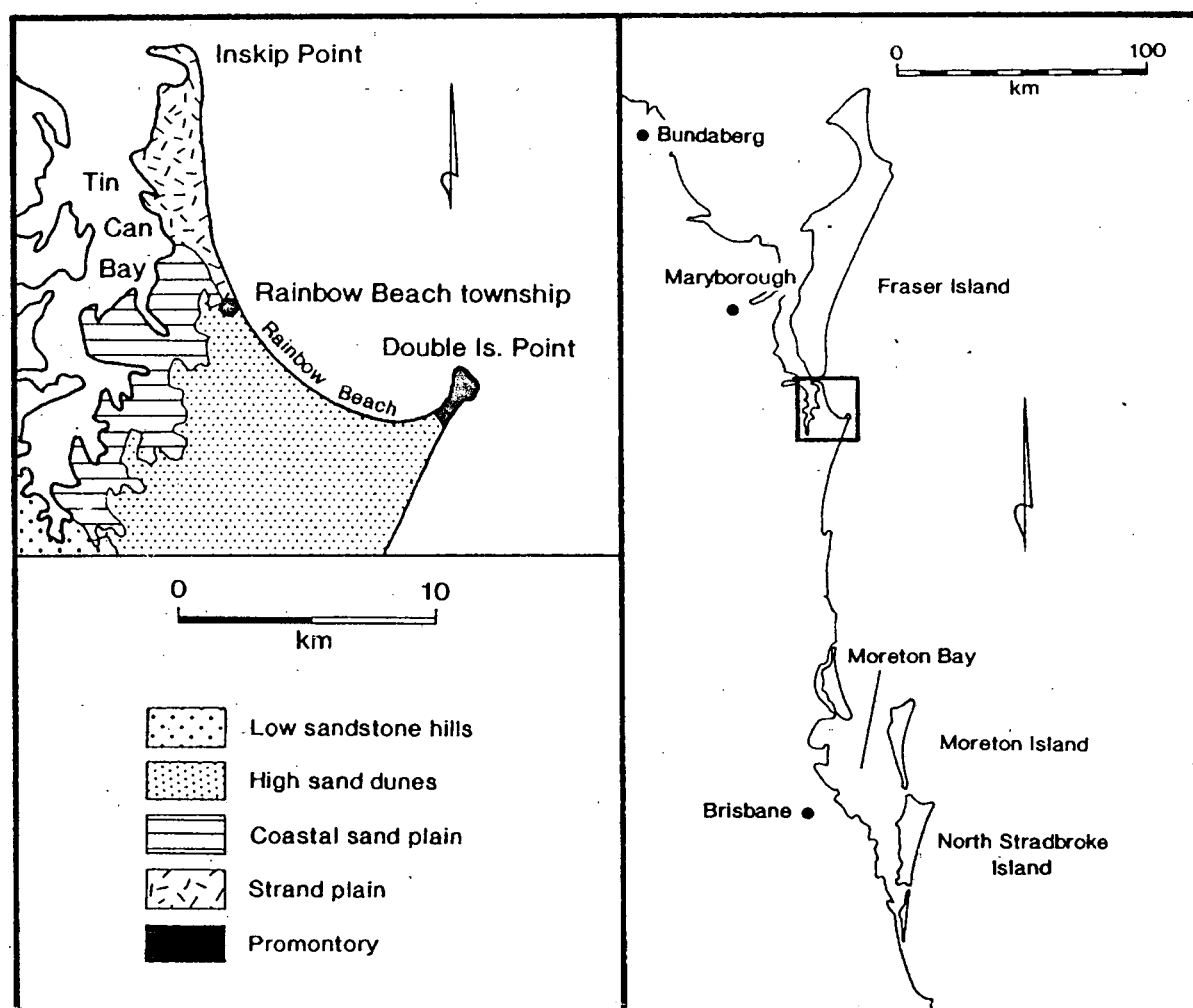 Inskip Point
Tin
Can
Bay
Rainbow Beach township
Rainbow Beach
Double Is. Point
0 10
km
Low sandstone hills
High sand dunes
Coastal sand plain
Strand plain
Promontory
0 100
km
Bundaberg
Maryborough
Fraser Island
Moreton Bay
Moreton Island
Brisbane
North Stradbroke
Island